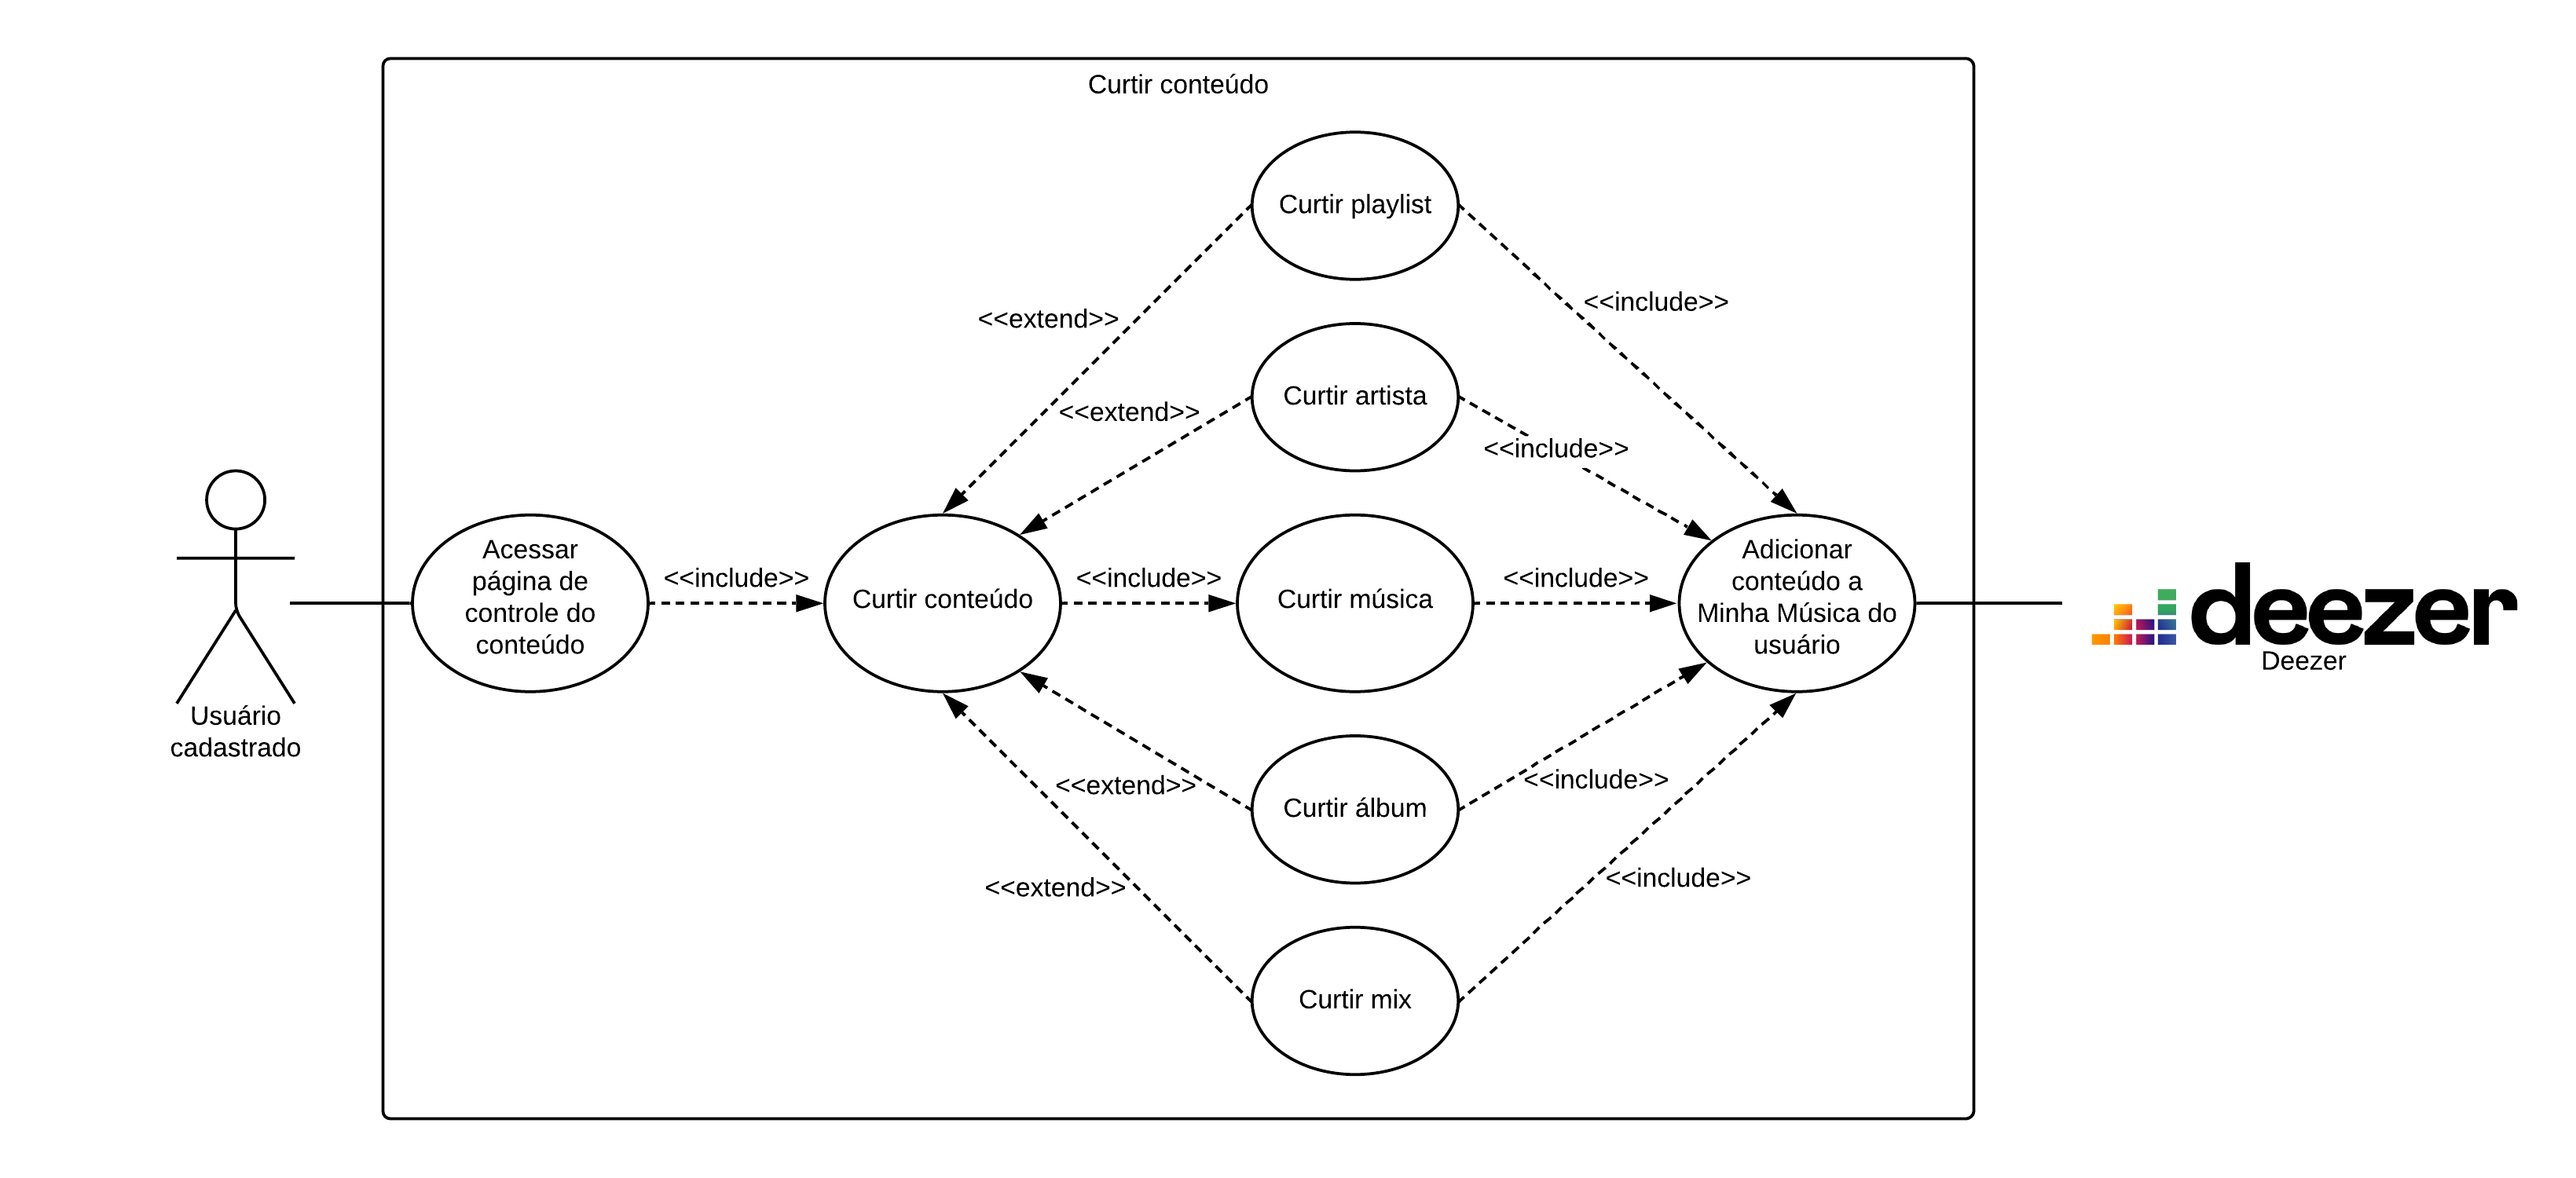 Curtir conteúdo
Curtir playlist
<<include>>
<<extend>>
Curtir artista
<<extend>>
<<include>>
Acessar
página de
controle do
conteúdo
<<include>>
Curtir conteúdo
<<include>>
Curtir música
<<include>>
Adicionar
conteúdo a
Minha Música do
usuário
deezer
Deezer
Usuário
cadastrado
<<extend>>
Curtir álbum
<<include>>
<<extend>>
<<include>>
Curtir mix